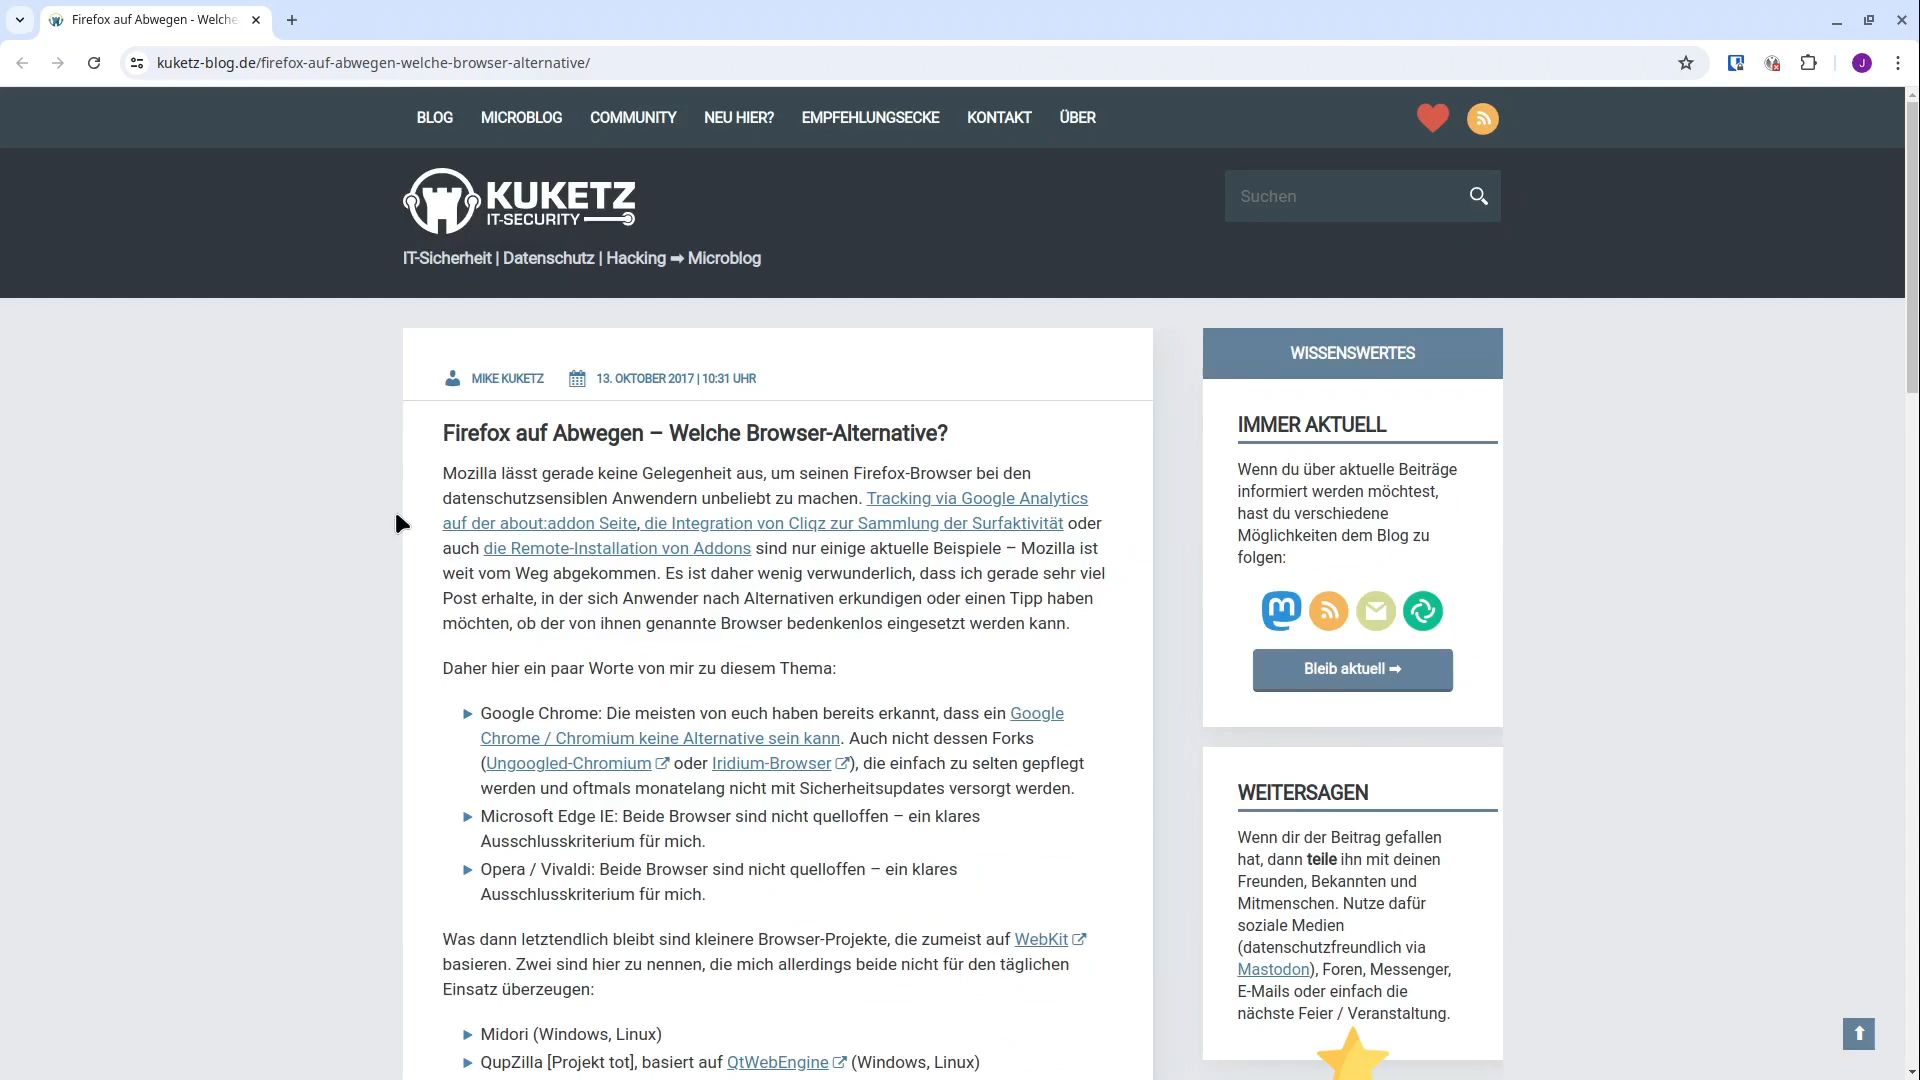 Firefox auf Abwegen - Welche
kuketz-blog.de/firefox-auf-abwegen-welche-browser-alternative/
J
BLOG MICROBLOG COMMUNITY NEU HIER? EMPFEHLUNGSECKE KONTAKT ÜBER
KUKETZ
IT-SECURITY
Suchen
IT-Sicherheit | Datenschutz | Hacking ➡ Microblog
MIKE KUKETZ 13. OKTOBER 2017 | 10:31 UHR
Firefox auf Abwegen – Welche Browser-Alternative?
Mozilla lässt gerade keine Gelegenheit aus, um seinen Firefox-Browser bei den
datenschutzsensiblen Anwendern unbeliebt zu machen. Tracking via Google Analytics
auf der about:addon Seite, die Integration von Cliqz zur Sammlung der Surfaktivität oder
auch die Remote-Installation von Addons sind nur einige aktuelle Beispiele – Mozilla ist
weit vom Weg abgekommen. Es ist daher wenig verwunderlich, dass ich gerade sehr viel
Post erhalte, in der sich Anwender nach Alternativen erkundigen oder einen Tipp haben
möchten, ob der von ihnen genannte Browser bedenkenlos eingesetzt werden kann.
Daher hier ein paar Worte von mir zu diesem Thema:
Google Chrome: Die meisten von euch haben bereits erkannt, dass ein Google
Chrome / Chromium keine Alternative sein kann. Auch nicht dessen Forks
(Ungoogled-Chromium oder Iridium-Browser), die einfach zu selten gepflegt
werden und oftmals monatelang nicht mit Sicherheitsupdates versorgt werden.
Microsoft Edge IE: Beide Browser sind nicht quelloffen – ein klares
Ausschlusskriterium für mich.
Opera / Vivaldi: Beide Browser sind nicht quelloffen – ein klares
Ausschlusskriterium für mich.
Was dann letztendlich bleibt sind kleinere Browser-Projekte, die zumeist auf WebKit
basieren. Zwei sind hier zu nennen, die mich allerdings beide nicht für den täglichen
Einsatz überzeugen:
Midori (Windows, Linux)
QupZilla [Projekt tot], basiert auf QtWebEngine (Windows, Linux)
WISSENSWERTES
IMMER AKTUELL
Wenn du über aktuelle Beiträge
informiert werden möchtest,
hast du verschiedene
Möglichkeiten dem Blog zu
folgen:
Bleib aktuell ➡
WEITERSAGEN
Wenn dir der Beitrag gefallen
hat, dann teile ihn mit deinen
Freunden, Bekannten und
Mitmenschen. Nutze dafür
soziale Medien
(datenschutzfreundlich via
Mastodon), Foren, Messenger,
E-Mails oder einfach die
nächste Feier / Veranstaltung.